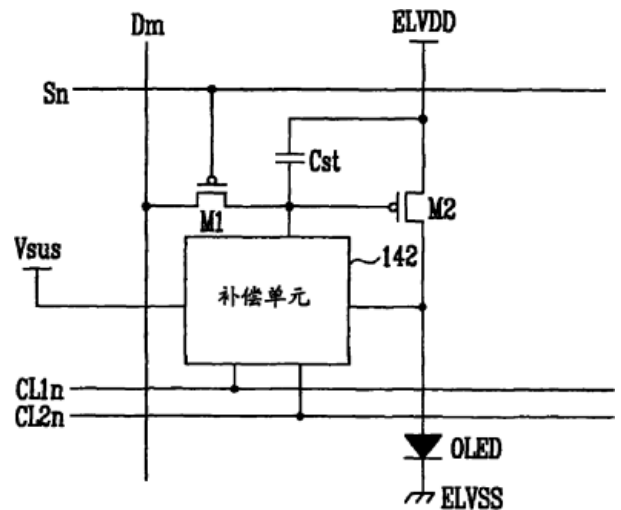 Dm
ELVDD
Sn
Cst
M1
M2
Vsus
142
补偿单元
CL1n
CL2n
OLED
ELVSS